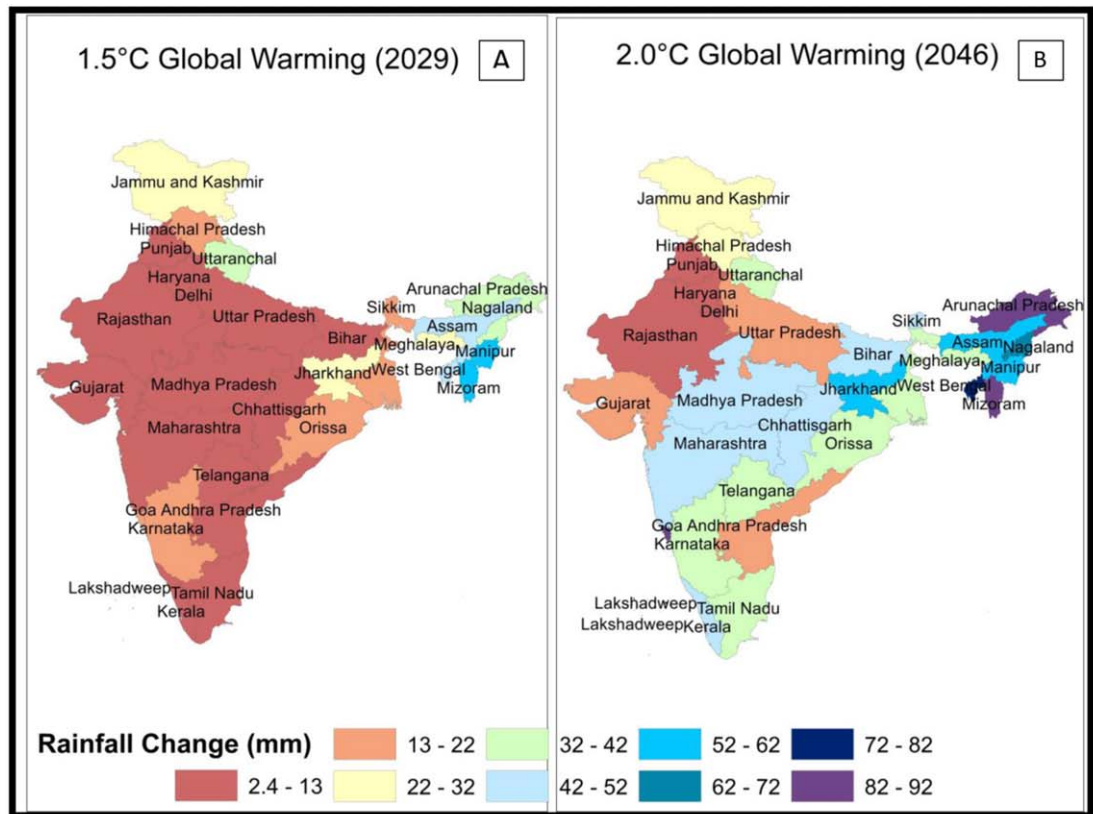 1.5°C Global Warming (2029)
A
Jammu and Kashmir
Himachal Pradesh
Punjab
Uttaranchal
Haryana
Delhi
Arunachal Pradesh
Sikkim
Nagaland
Rajasthan
Uttar Pradesh
Assam
Bihar
Meghalaya
Manipur
Jharkhand
West Bengal
Gujarat
Madhya Pradesh
Mizoram
Chhattisgarh
Maharashtra
Orissa
Telangana
Goa Andhra Pradesh
Karnataka
Lakshadweep
Tamil Nadu
Kerala
2.0°C Global Warming (2046)
B
Jammu and Kashmir
Himachal Pradesh
Punjab
Uttaranchal
Haryana
Delhi
Arunachal Pradesh
Sikkim
Rajasthan
Uttar Pradesh
Assam
Nagaland
Bihar
Meghalaya
Manipur
Jharkhand
West Bengal
Gujarat
Madhya Pradesh
Mizoram
Chhattisgarh
Maharashtra
Orissa
Telangana
Goa Andhra Pradesh
Karnataka
Lakshadweep
Tamil Nadu
Lakshadweep
Kerala
Rainfall Change (mm)
13 - 22
32 - 42
52 - 62
72 - 82
2.4 - 13
22 - 32
42 - 52
62 - 72
82 - 92